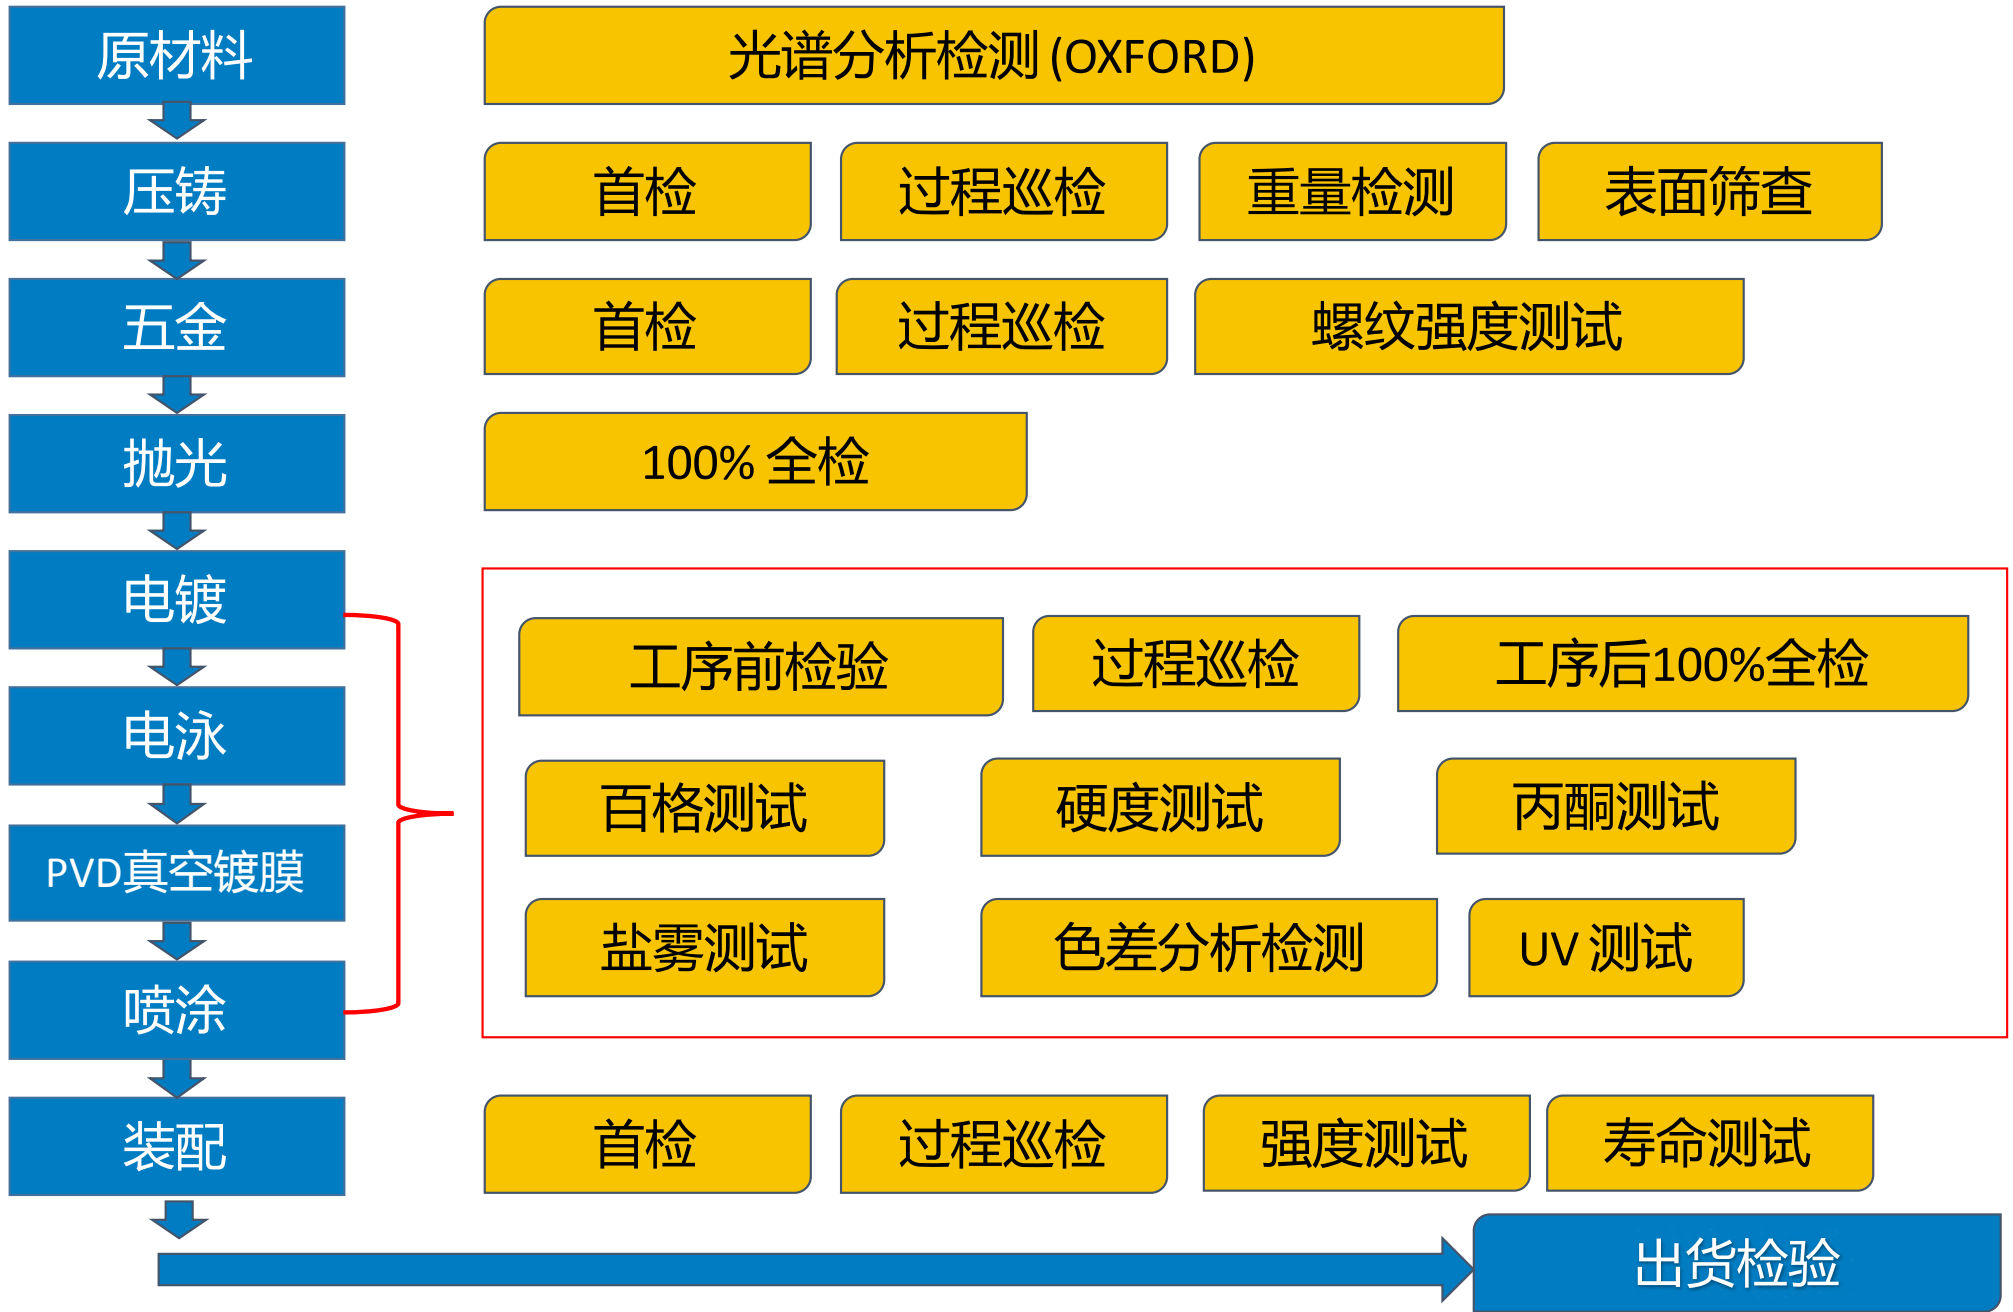 原材料
光谱分析检测 (OXFORD)
压铸
首检
过程巡检
重量检测
表面筛查
五金
首检
过程巡检
螺纹强度测试
抛光
100% 全检
电镀
工序前检验
过程巡检
工序后100%全检
电泳
百格测试
硬度测试
丙酮测试
PVD真空镀膜
盐雾测试
色差分析检测
UV 测试
喷涂
装配
首检
过程巡检
强度测试
寿命测试
出货检验